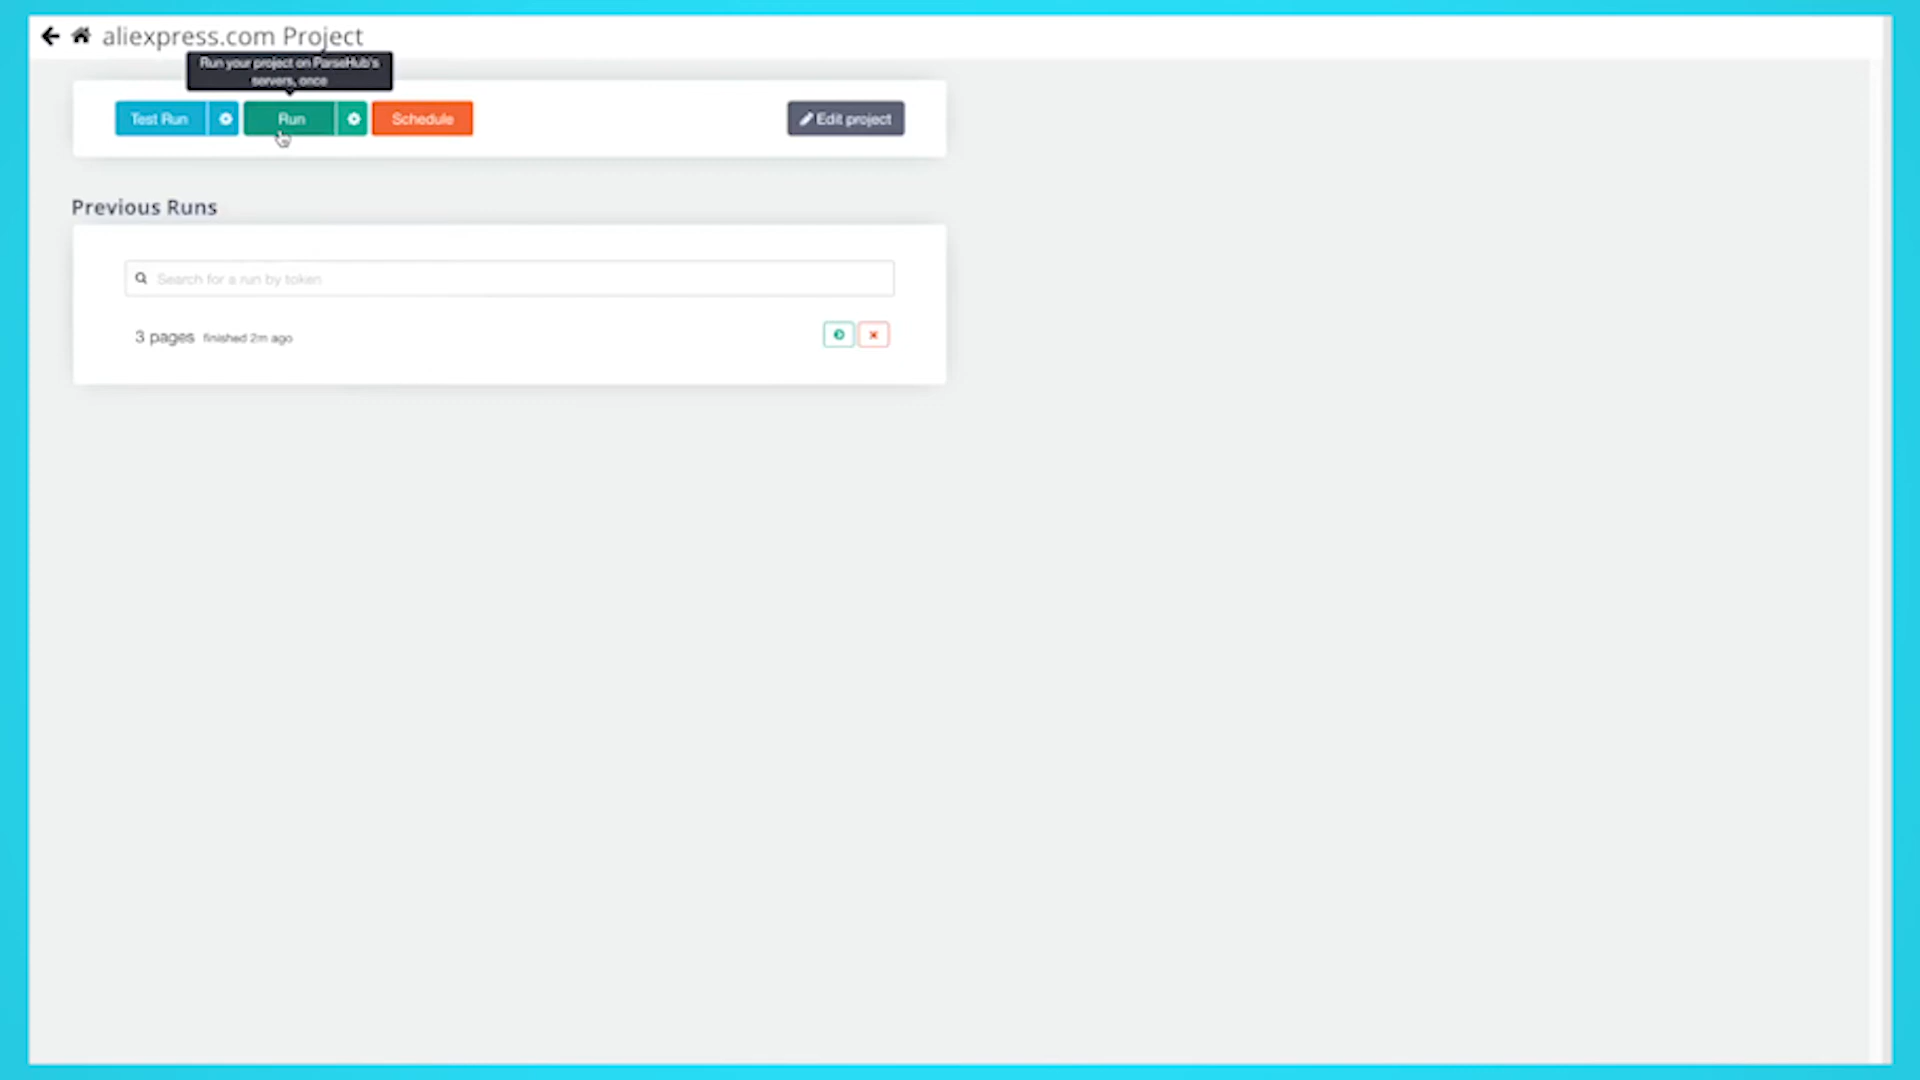 aliexpress.com Project
Run your project on ParseHub's
servers, once
Test Run
Run
Schedule
Edit project
Previous Runs
Search for a run by token
3 pages finished 2m ago